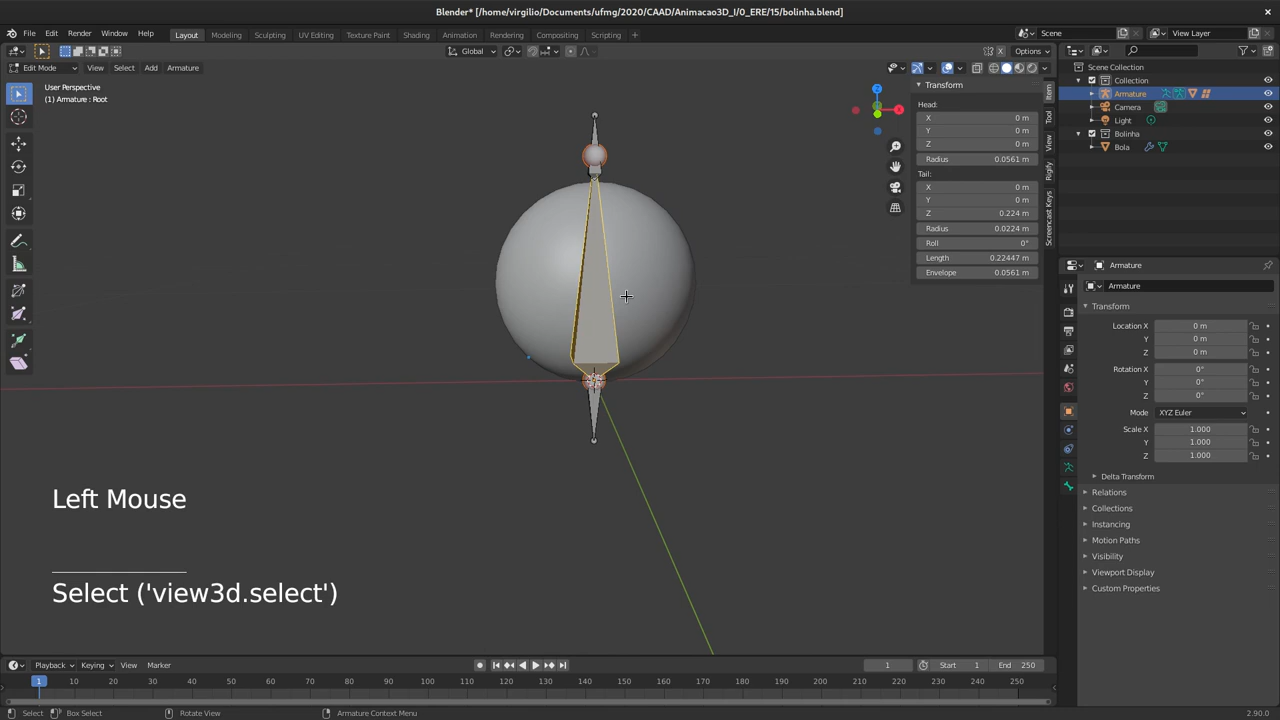 Blender* [/home/virgilio/Documents/ufmg/2020/CAAD/Animacao3D_I/0_ERE/15/bolinha.blend]
File Edit Render Window Help Layout Modeling Sculpting UV Editing Texture Paint Shading Animation Rendering Compositing Scripting + Scene View Layer
Global Options
Edit Mode View Select Add Armature
User Perspective
(1) Armature : Root
Transform
Head:
X 0 m
Y 0 m
Z 0 m
Radius 0.0561 m
Tail:
X 0 m
Y 0 m
Z 0.224 m
Radius 0.0224 m
Roll 0°
Length 0.22447 m
Envelope 0.0561 m
Item
Tool
View
Rigify
Screencast Keys
Z
X
Scene Collection
Collection
Armature
Camera
Light
Bolinha
Bola
Armature
Armature
Transform
Location X 0 m
Y 0 m
Z 0 m
Rotation X 0°
Y 0°
Z 0°
Mode XYZ Euler
Scale X 1.000
Y 1.000
Z 1.000
Delta Transform
Relations
Collections
Instancing
Motion Paths
Visibility
Viewport Display
Custom Properties
Left Mouse
Select ('view3d.select')
Playback Keying View Marker 1 Start 1 End 250
1 10 20 30 40 50 60 70 80 90 100 110 120 130 140 150 160 170 180 190 200 210 220 230 240 250
Select Box Select Rotate View Armature Context Menu 2.90.0